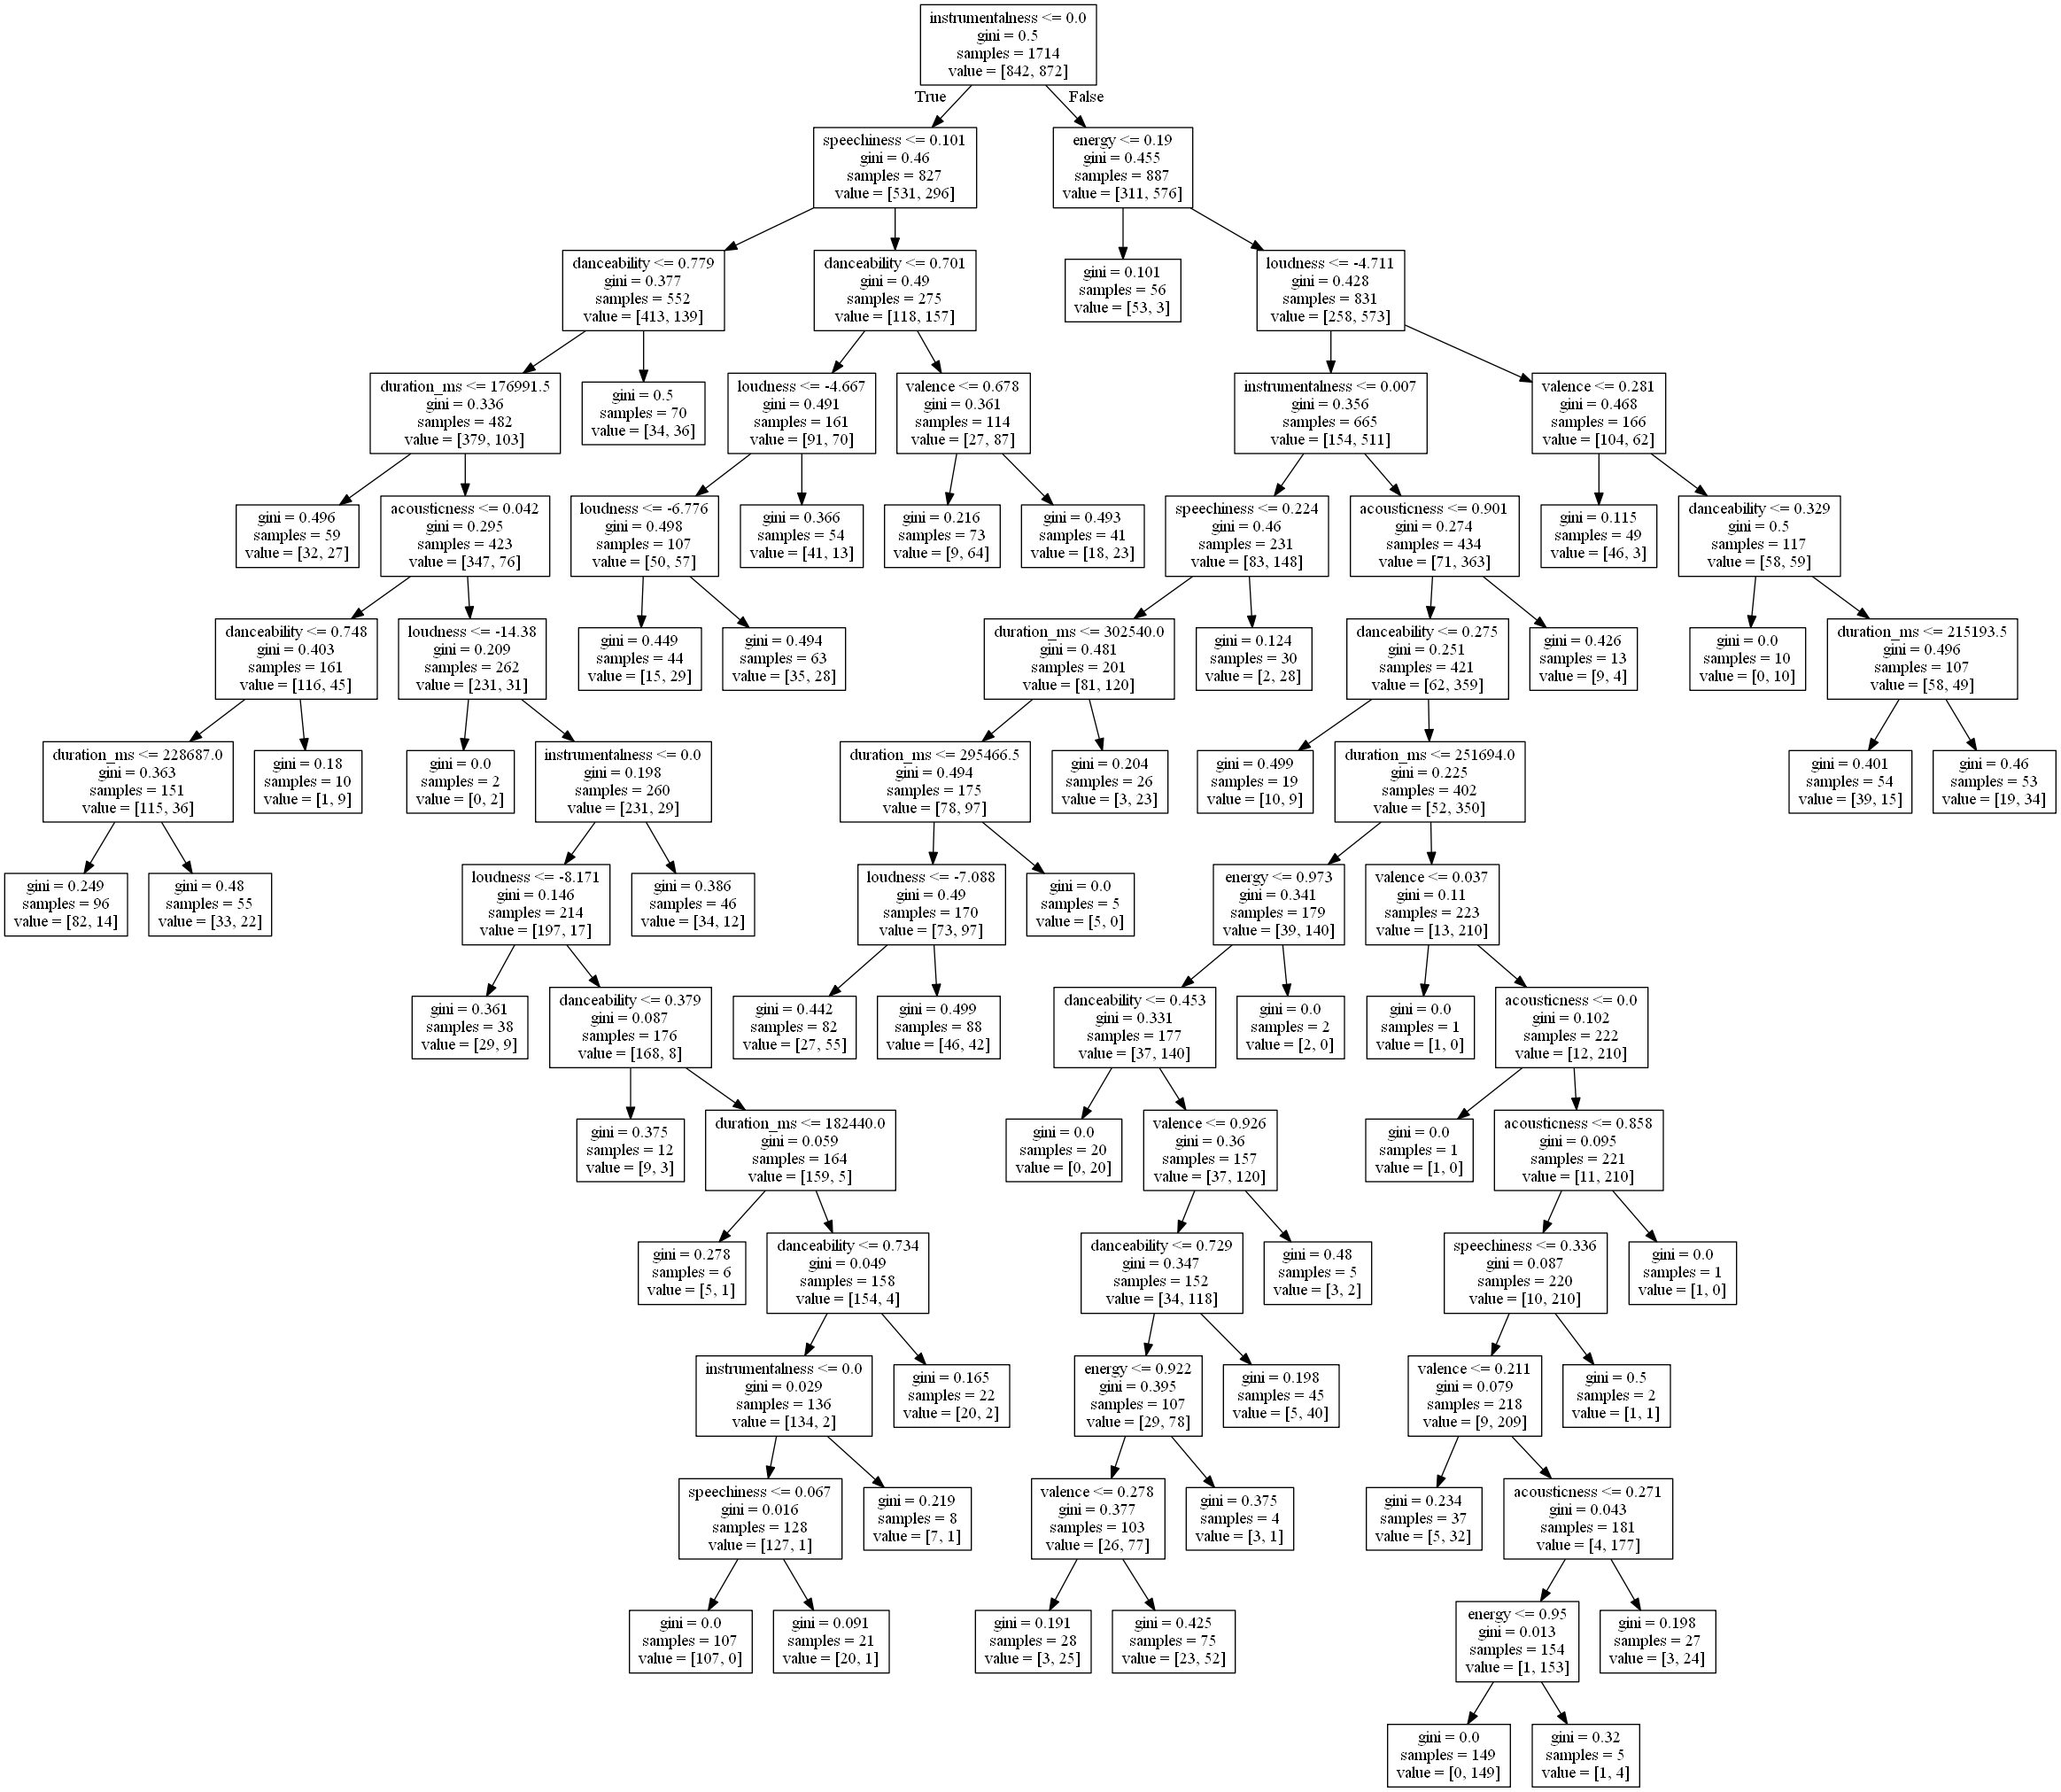 instrumentalness <= 0.0
gini = 0.5
samples = 1714
value = [842, 872]
True
False
speechiness <= 0.101
gini = 0.46
samples = 827
value = [531, 296]
energy <= 0.19
gini = 0.455
samples = 887
value = [311, 576]
danceability <= 0.779
gini = 0.377
samples = 552
value = [413, 139]
danceability <= 0.701
gini = 0.49
samples = 275
value = [118, 157]
gini = 0.101
samples = 56
value = [53, 3]
loudness <= -4.711
gini = 0.428
samples = 831
value = [258, 573]
duration_ms <= 176991.5
gini = 0.336
samples = 482
value = [379, 103]
gini = 0.5
samples = 70
value = [34, 36]
loudness <= -4.667
gini = 0.491
samples = 161
value = [91, 70]
valence <= 0.678
gini = 0.361
samples = 114
value = [27, 87]
instrumentalness <= 0.007
gini = 0.356
samples = 665
value = [154, 511]
valence <= 0.281
gini = 0.468
samples = 166
value = [104, 62]
gini = 0.496
samples = 59
value = [32, 27]
acousticness <= 0.042
gini = 0.295
samples = 423
value = [347, 76]
loudness <= -6.776
gini = 0.498
samples = 107
value = [50, 57]
gini = 0.366
samples = 54
value = [41, 13]
gini = 0.216
samples = 73
value = [9, 64]
gini = 0.493
samples = 41
value = [18, 23]
speechiness <= 0.224
gini = 0.46
samples = 231
value = [83, 148]
acousticness <= 0.901
gini = 0.274
samples = 434
value = [71, 363]
gini = 0.115
samples = 49
value = [46, 3]
danceability <= 0.329
gini = 0.5
samples = 117
value = [58, 59]
danceability <= 0.748
gini = 0.403
samples = 161
value = [116, 45]
loudness <= -14.38
gini = 0.209
samples = 262
value = [231, 31]
gini = 0.449
samples = 44
value = [15, 29]
gini = 0.494
samples = 63
value = [35, 28]
duration_ms <= 302540.0
gini = 0.481
samples = 201
value = [81, 120]
gini = 0.124
samples = 30
value = [2, 28]
danceability <= 0.275
gini = 0.251
samples = 421
value = [62, 359]
gini = 0.426
samples = 13
value = [9, 4]
gini = 0.0
samples = 10
value = [0, 10]
duration_ms <= 215193.5
gini = 0.496
samples = 107
value = [58, 49]
duration_ms <= 228687.0
gini = 0.363
samples = 151
value = [115, 36]
gini = 0.18
samples = 10
value = [1, 9]
gini = 0.0
samples = 2
value = [0, 2]
instrumentalness <= 0.0
gini = 0.198
samples = 260
value = [231, 29]
duration_ms <= 295466.5
gini = 0.494
samples = 175
value = [78, 97]
gini = 0.204
samples = 26
value = [3, 23]
gini = 0.499
samples = 19
value = [10, 9]
duration_ms <= 251694.0
gini = 0.225
samples = 402
value = [52, 350]
gini = 0.401
samples = 54
value = [39, 15]
gini = 0.46
samples = 53
value = [19, 34]
gini = 0.249
samples = 96
value = [82, 14]
gini = 0.48
samples = 55
value = [33, 22]
loudness <= -8.171
gini = 0.146
samples = 214
value = [197, 17]
gini = 0.386
samples = 46
value = [34, 12]
loudness <= -7.088
gini = 0.49
samples = 170
value = [73, 97]
gini = 0.0
samples = 5
value = [5, 0]
energy <= 0.973
gini = 0.341
samples = 179
value = [39, 140]
valence <= 0.037
gini = 0.11
samples = 223
value = [13, 210]
gini = 0.361
samples = 38
value = [29, 9]
danceability <= 0.379
gini = 0.087
samples = 176
value = [168, 8]
gini = 0.442
samples = 82
value = [27, 55]
gini = 0.499
samples = 88
value = [46, 42]
danceability <= 0.453
gini = 0.331
samples = 177
value = [37, 140]
gini = 0.0
samples = 2
value = [2, 0]
gini = 0.0
samples = 1
value = [1, 0]
acousticness <= 0.0
gini = 0.102
samples = 222
value = [12, 210]
gini = 0.375
samples = 12
value = [9, 3]
duration_ms <= 182440.0
gini = 0.059
samples = 164
value = [159, 5]
gini = 0.0
samples = 20
value = [0, 20]
valence <= 0.926
gini = 0.36
samples = 157
value = [37, 120]
gini = 0.0
samples = 1
value = [1, 0]
acousticness <= 0.858
gini = 0.095
samples = 221
value = [11, 210]
gini = 0.278
samples = 6
value = [5, 1]
danceability <= 0.734
gini = 0.049
samples = 158
value = [154, 4]
danceability <= 0.729
gini = 0.347
samples = 152
value = [34, 118]
gini = 0.48
samples = 5
value = [3, 2]
speechiness <= 0.336
gini = 0.087
samples = 220
value = [10, 210]
gini = 0.0
samples = 1
value = [1, 0]
instrumentalness <= 0.0
gini = 0.029
samples = 136
value = [134, 2]
gini = 0.165
samples = 22
value = [20, 2]
energy <= 0.922
gini = 0.395
samples = 107
value = [29, 78]
gini = 0.198
samples = 45
value = [5, 40]
valence <= 0.211
gini = 0.079
samples = 218
value = [9, 209]
gini = 0.5
samples = 2
value = [1, 1]
speechiness <= 0.067
gini = 0.016
samples = 128
value = [127, 1]
gini = 0.219
samples = 8
value = [7, 1]
valence <= 0.278
gini = 0.377
samples = 103
value = [26, 77]
gini = 0.375
samples = 4
value = [3, 1]
gini = 0.234
samples = 37
value = [5, 32]
acousticness <= 0.271
gini = 0.043
samples = 181
value = [4, 177]
gini = 0.0
samples = 107
value = [107, 0]
gini = 0.091
samples = 21
value = [20, 1]
gini = 0.191
samples = 28
value = [3, 25]
gini = 0.425
samples = 75
value = [23, 52]
energy <= 0.95
gini = 0.013
samples = 154
value = [1, 153]
gini = 0.198
samples = 27
value = [3, 24]
gini = 0.0
samples = 149
value = [0, 149]
gini = 0.32
samples = 5
value = [1, 4]